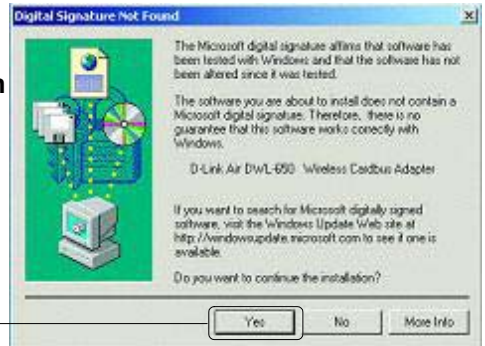 Digital Signature Not Found
The Microsoft digital signature affirms that software has
been tested with Windows and that the software has not
been altered since it was tested.
The software you are about to install does not contain a
Microsoft digital signature. Therefore, there is no
guarantee that this software works correctly with
Windows.
D-Link Air DWL-650 Wireless Cardbus Adapter
If you want to search for Microsoft digitally signed
software, visit the Windows Update Web site at
http://windowsupdate.microsoft.com to see if one is
available.
Do you want to continue the installation?
Yes No More Info